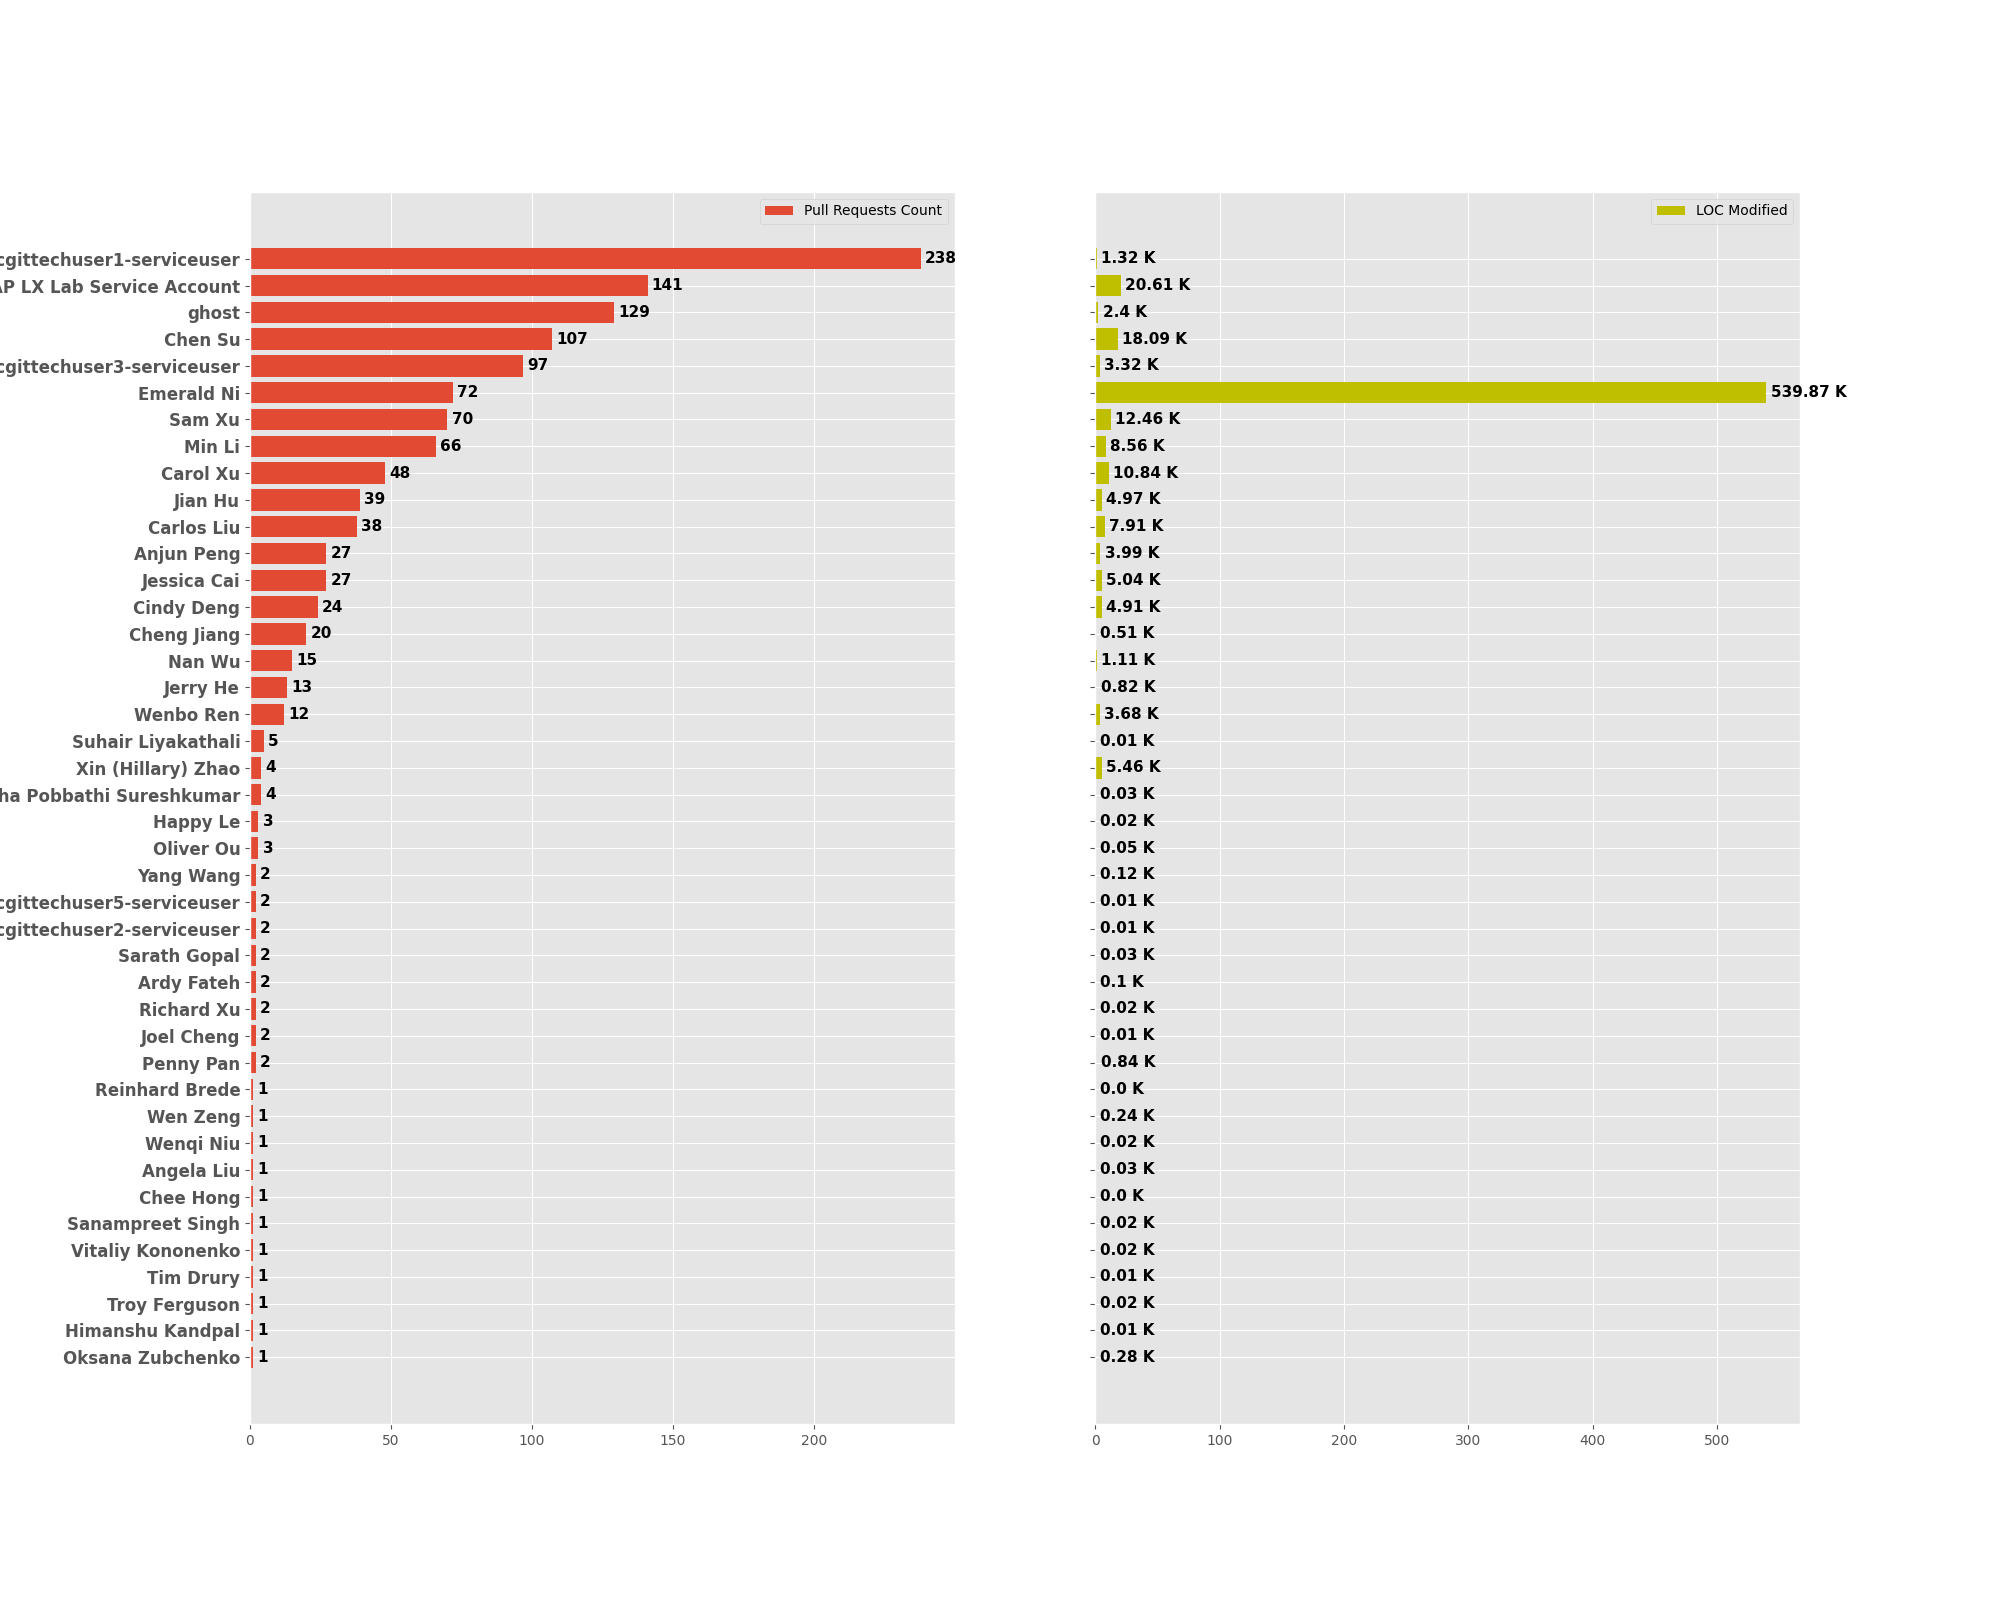 Pull Requests Count
LOC Modified
cgittechuser1-serviceuser 238 1.32 K
AP LX Lab Service Account 141 20.61 K
ghost 129 2.4 K
Chen Su 107 18.09 K
cgittechuser3-serviceuser 97 3.32 K
Emerald Ni 72 539.87 K
Sam Xu 70 12.46 K
Min Li 66 8.56 K
Carol Xu 48 10.84 K
Jian Hu 39 4.97 K
Carlos Liu 38 7.91 K
Anjun Peng 27 3.99 K
Jessica Cai 27 5.04 K
Cindy Deng 24 4.91 K
Cheng Jiang 20 0.51 K
Nan Wu 15 1.11 K
Jerry He 13 0.82 K
Wenbo Ren 12 3.68 K
Suhair Liyakathali 5 0.01 K
Xin (Hillary) Zhao 4 5.46 K
ha Pobbathi Sureshkumar 4 0.03 K
Happy Le 3 0.02 K
Oliver Ou 3 0.05 K
Yang Wang 2 0.12 K
cgittechuser5-serviceuser 2 0.01 K
cgittechuser2-serviceuser 2 0.01 K
Sarath Gopal 2 0.03 K
Ardy Fateh 2 0.1 K
Richard Xu 2 0.02 K
Joel Cheng 2 0.01 K
Penny Pan 2 0.84 K
Reinhard Brede 1 0.0 K
Wen Zeng 1 0.24 K
Wenqi Niu 1 0.02 K
Angela Liu 1 0.03 K
Chee Hong 1 0.0 K
Sanampreet Singh 1 0.02 K
Vitaliy Kononenko 1 0.02 K
Tim Drury 1 0.01 K
Troy Ferguson 1 0.02 K
Himanshu Kandpal 1 0.01 K
Oksana Zubchenko 1 0.28 K
0 50 100 150 200
0 100 200 300 400 500